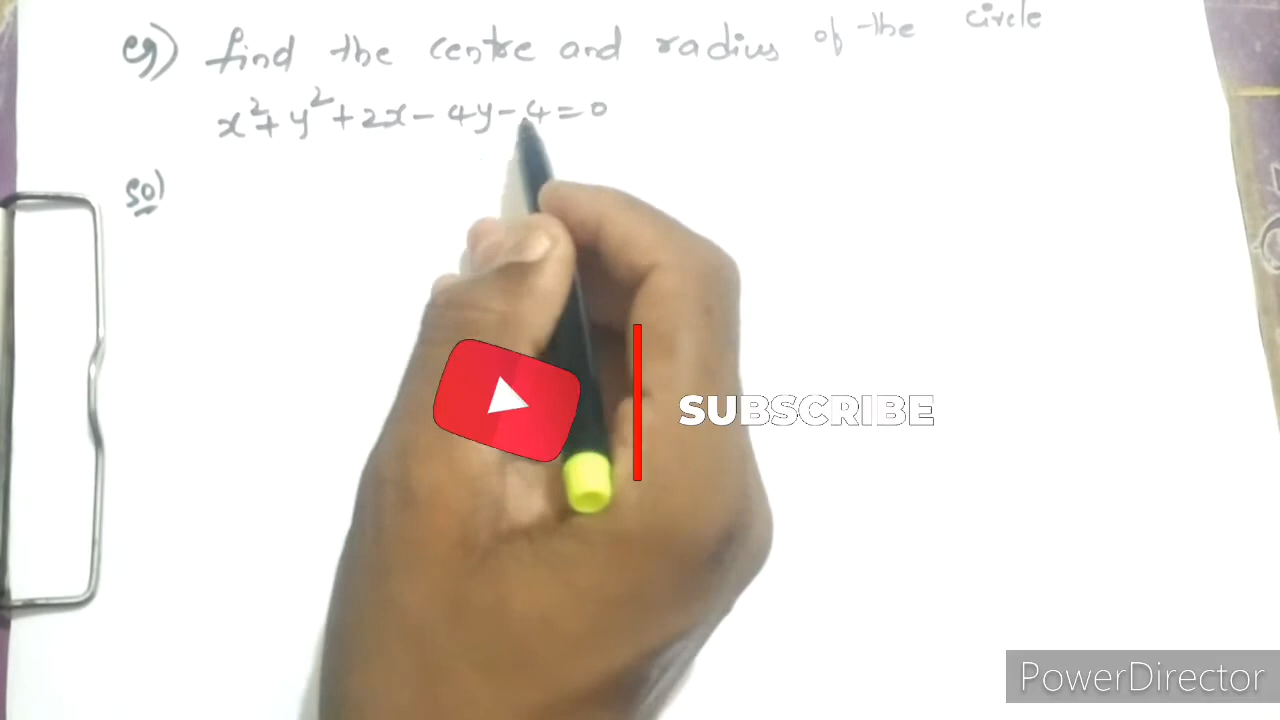 eg) find the centre and radius of the circle
x²+y²+2x-4y-4=0
sol
SUBSCRIBE
PowerDirector